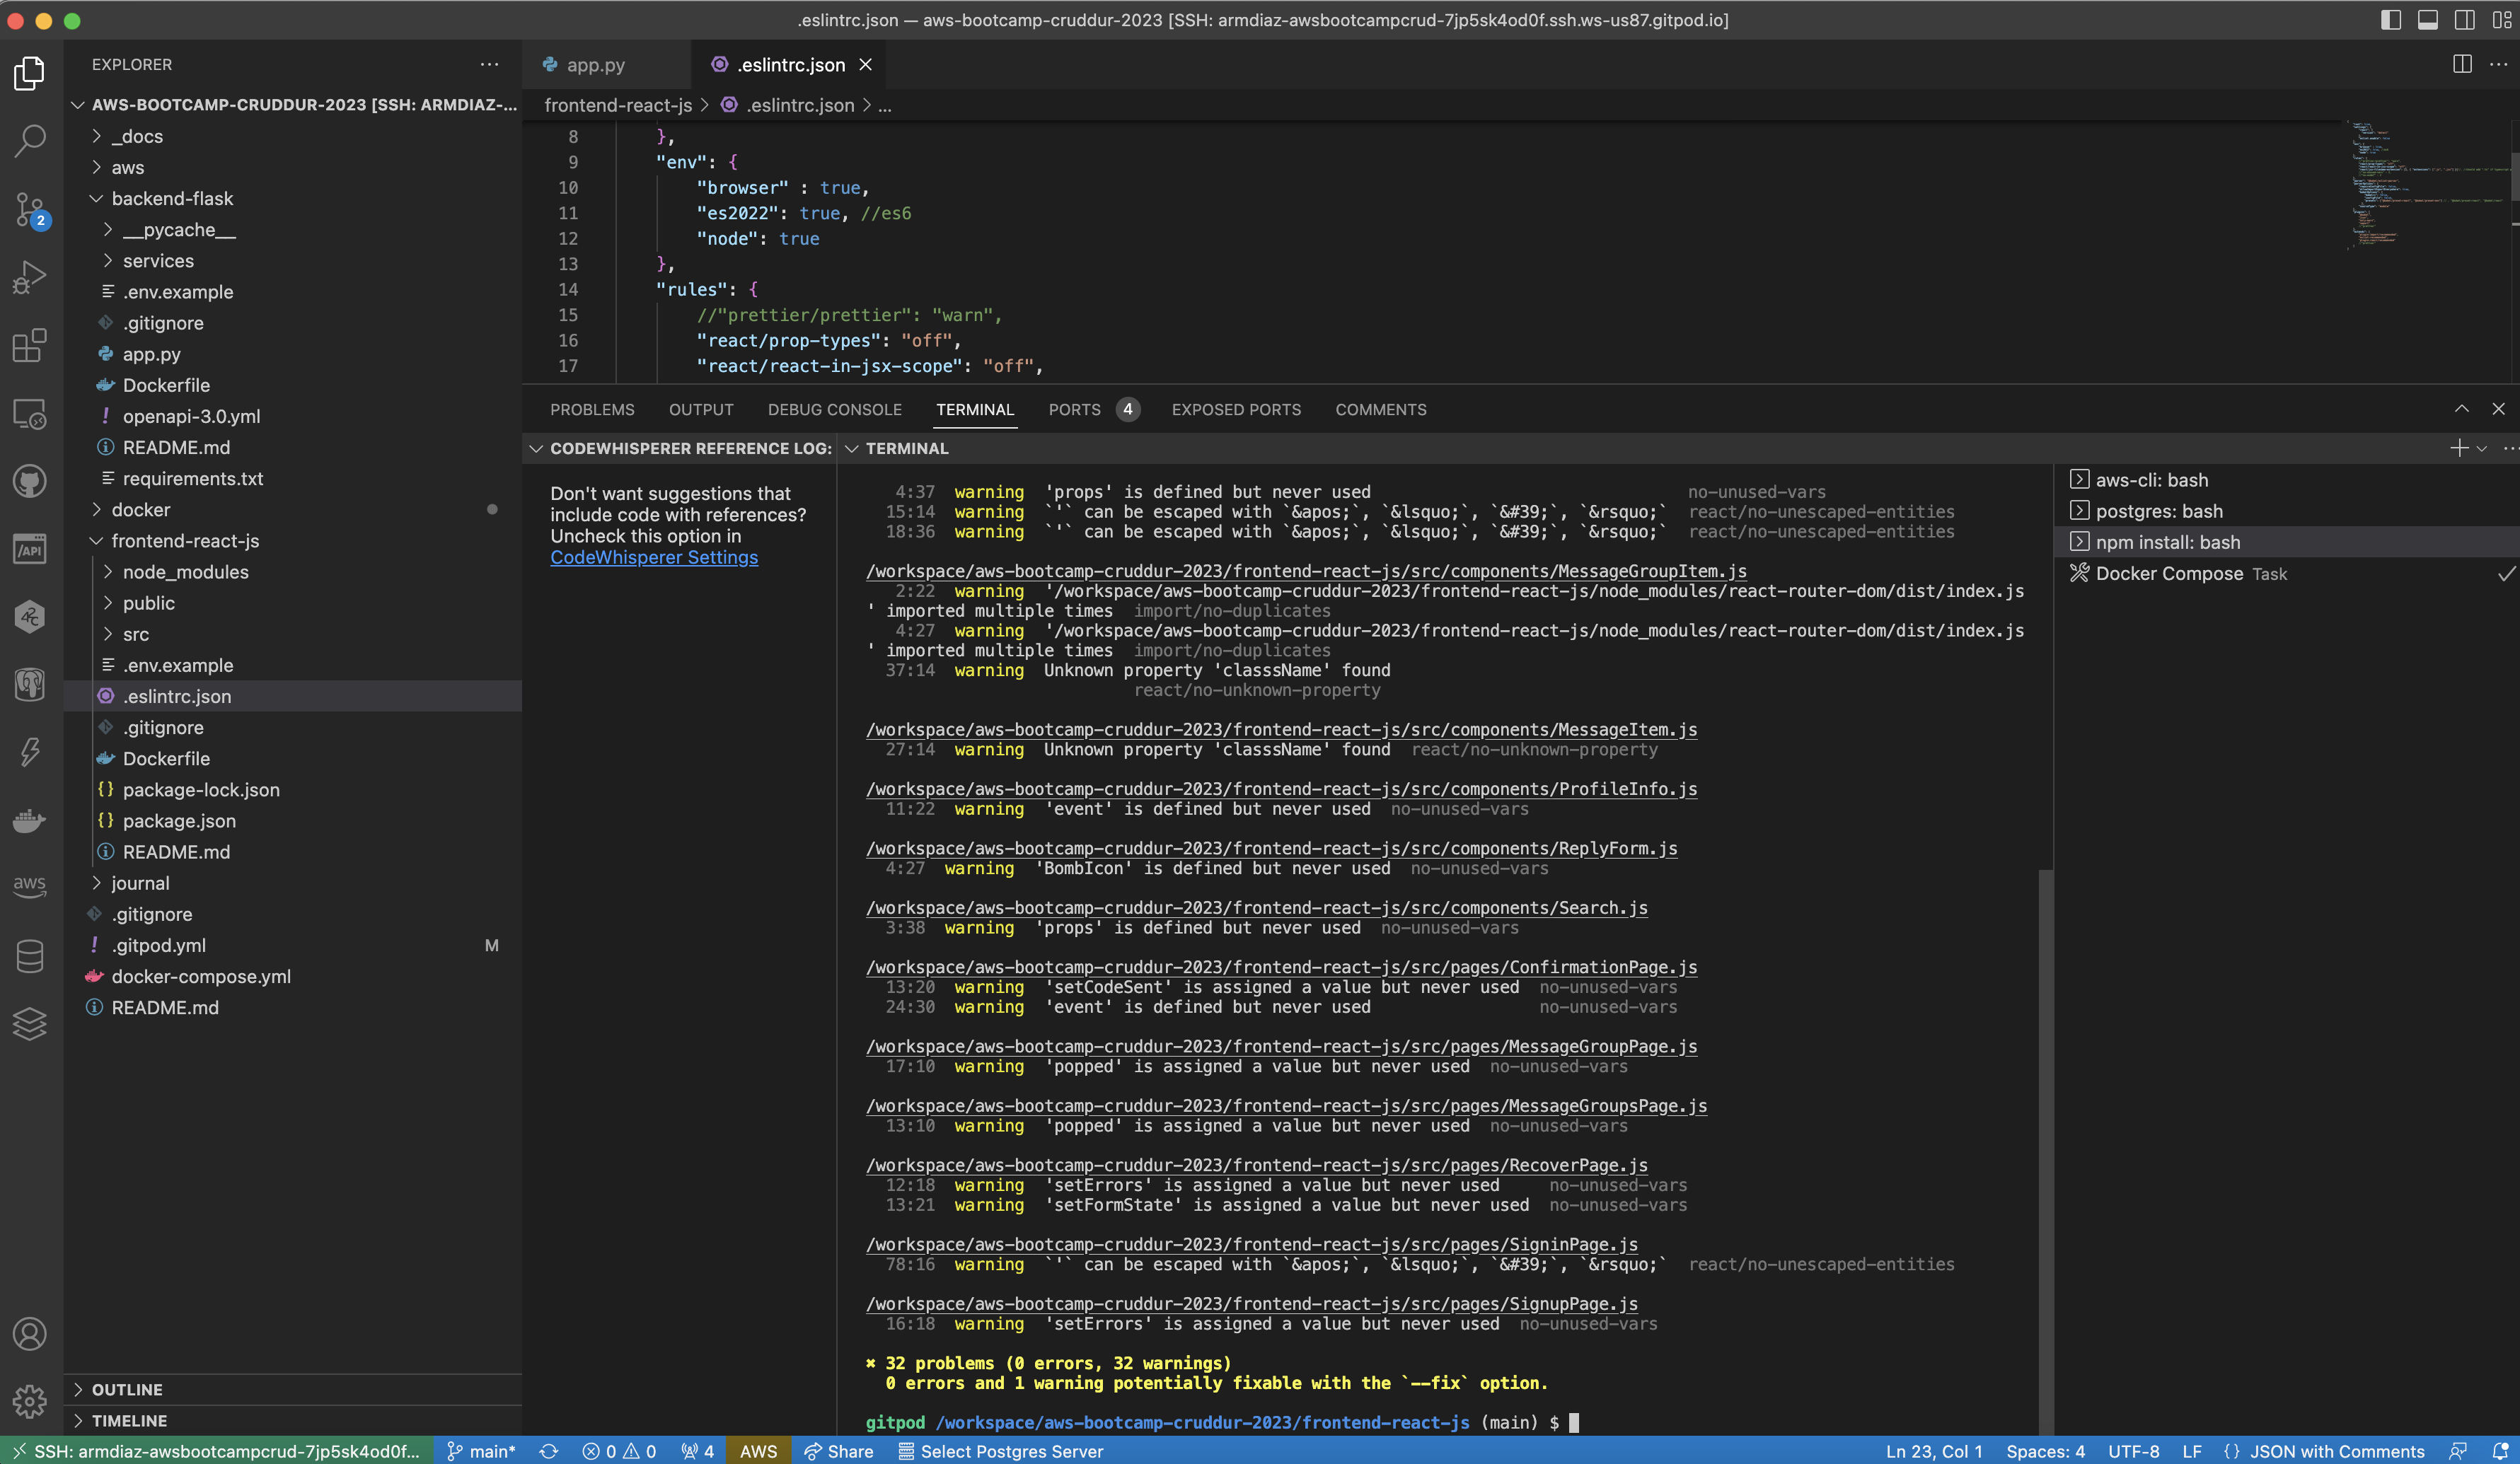 .eslintrc.json — aws-bootcamp-cruddur-2023 [SSH: armdiaz-awsbootcampcrud-7jp5sk4od0f.ssh.ws-us87.gitpod.io]
EXPLORER
AWS-BOOTCAMP-CRUDDUR-2023 [SSH: ARMDIAZ-...
_docs
aws
backend-flask
__pycache__
services
.env.example
.gitignore
app.py
Dockerfile
openapi-3.0.yml
README.md
requirements.txt
docker
frontend-react-js
node_modules
public
src
.env.example
.eslintrc.json
.gitignore
Dockerfile
package-lock.json
package.json
README.md
journal
.gitignore
.gitpod.yml M
docker-compose.yml
README.md
OUTLINE
TIMELINE
2
/API
aws
app.py
.eslintrc.json
frontend-react-js > .eslintrc.json > ...
8 },
9 "env": {
10 "browser" : true,
11 "es2022": true, //es6
12 "node": true
13 },
14 "rules": {
15 //"prettier/prettier": "warn",
16 "react/prop-types": "off",
17 "react/react-in-jsx-scope": "off",
PROBLEMS OUTPUT DEBUG CONSOLE TERMINAL PORTS 4 EXPOSED PORTS COMMENTS
CODEWHISPERER REFERENCE LOG:
Don't want suggestions that
include code with references?
Uncheck this option in
CodeWhisperer Settings
TERMINAL
4:37 warning 'props' is defined but never used no-unused-vars
15:14 warning `'` can be escaped with `&apos;`, `&lsquo;`, `&#39;`, `&rsquo;` react/no-unescaped-entities
18:36 warning `'` can be escaped with `&apos;`, `&lsquo;`, `&#39;`, `&rsquo;` react/no-unescaped-entities
/workspace/aws-bootcamp-cruddur-2023/frontend-react-js/src/components/MessageGroupItem.js
2:22 warning '/workspace/aws-bootcamp-cruddur-2023/frontend-react-js/node_modules/react-router-dom/dist/index.js
' imported multiple times import/no-duplicates
4:27 warning '/workspace/aws-bootcamp-cruddur-2023/frontend-react-js/node_modules/react-router-dom/dist/index.js
' imported multiple times import/no-duplicates
37:14 warning Unknown property 'classsName' found
react/no-unknown-property
/workspace/aws-bootcamp-cruddur-2023/frontend-react-js/src/components/MessageItem.js
27:14 warning Unknown property 'classsName' found react/no-unknown-property
/workspace/aws-bootcamp-cruddur-2023/frontend-react-js/src/components/ProfileInfo.js
11:22 warning 'event' is defined but never used no-unused-vars
/workspace/aws-bootcamp-cruddur-2023/frontend-react-js/src/components/ReplyForm.js
4:27 warning 'BombIcon' is defined but never used no-unused-vars
/workspace/aws-bootcamp-cruddur-2023/frontend-react-js/src/components/Search.js
3:38 warning 'props' is defined but never used no-unused-vars
/workspace/aws-bootcamp-cruddur-2023/frontend-react-js/src/pages/ConfirmationPage.js
13:20 warning 'setCodeSent' is assigned a value but never used no-unused-vars
24:30 warning 'event' is defined but never used no-unused-vars
/workspace/aws-bootcamp-cruddur-2023/frontend-react-js/src/pages/MessageGroupPage.js
17:10 warning 'popped' is assigned a value but never used no-unused-vars
/workspace/aws-bootcamp-cruddur-2023/frontend-react-js/src/pages/MessageGroupsPage.js
13:10 warning 'popped' is assigned a value but never used no-unused-vars
/workspace/aws-bootcamp-cruddur-2023/frontend-react-js/src/pages/RecoverPage.js
12:18 warning 'setErrors' is assigned a value but never used no-unused-vars
13:21 warning 'setFormState' is assigned a value but never used no-unused-vars
/workspace/aws-bootcamp-cruddur-2023/frontend-react-js/src/pages/SigninPage.js
78:16 warning `'` can be escaped with `&apos;`, `&lsquo;`, `&#39;`, `&rsquo;` react/no-unescaped-entities
/workspace/aws-bootcamp-cruddur-2023/frontend-react-js/src/pages/SignupPage.js
16:18 warning 'setErrors' is assigned a value but never used no-unused-vars
✖ 32 problems (0 errors, 32 warnings)
0 errors and 1 warning potentially fixable with the `--fix` option.
gitpod /workspace/aws-bootcamp-cruddur-2023/frontend-react-js (main) $
aws-cli: bash
postgres: bash
npm install: bash
Docker Compose Task
SSH: armdiaz-awsbootcampcrud-7jp5sk4od0f... main* 0 0 4 AWS Share Select Postgres Server Ln 23, Col 1 Spaces: 4 UTF-8 LF {} JSON with Comments